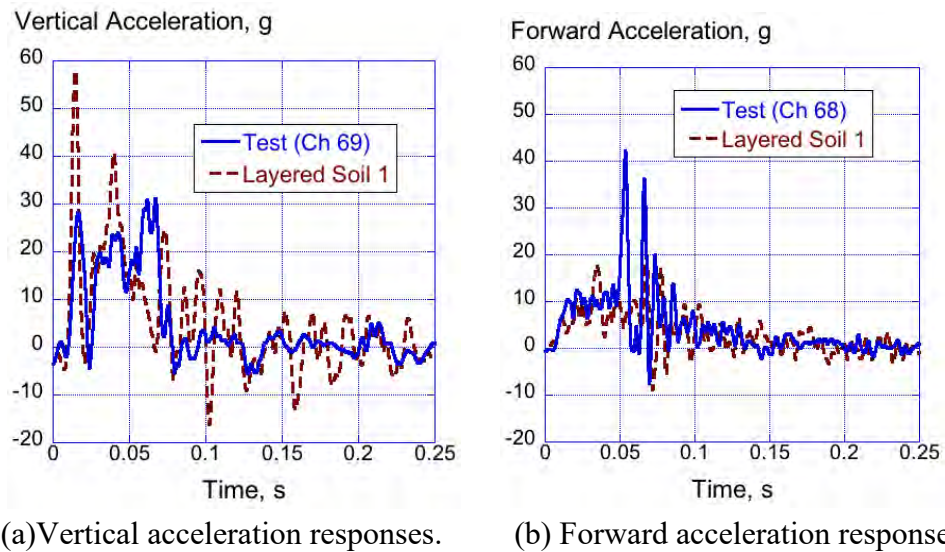 Vertical Acceleration, g
60
50
40
30
20
10
0
-10
-20
0 0.05 0.1 0.15 0.2 0.25
Test (Ch 69)
Layered Soil 1
Time, s
(a)Vertical acceleration responses.
Forward Acceleration, g
60
50
40
30
20
10
0
-10
-20
0 0.05 0.1 0.15 0.2 0.25
Test (Ch 68)
Layered Soil 1
Time, s
(b) Forward acceleration response